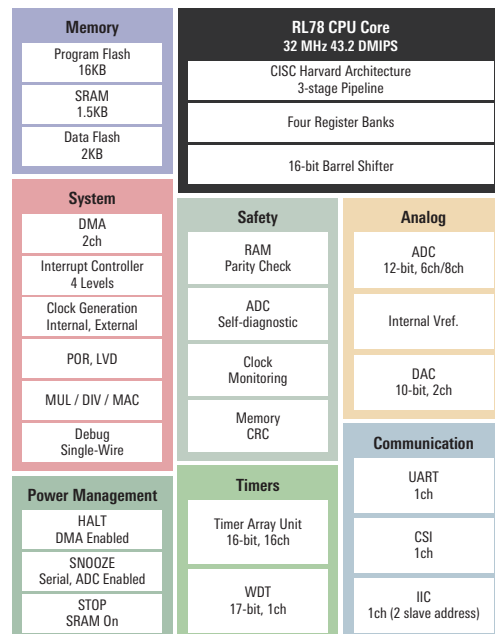 Memory
Program Flash
16KB
SRAM
1.5KB
Data Flash
2KB
RL78 CPU Core
32 MHz 43.2 DMIPS
CISC Harvard Architecture
3-stage Pipeline
Four Register Banks
16-bit Barrel Shifter
System
DMA
2ch
Interrupt Controller
4 Levels
Clock Generation
Internal, External
POR, LVD
MUL / DIV / MAC
Debug
Single-Wire
Safety
RAM
Parity Check
ADC
Self-diagnostic
Clock
Monitoring
Memory
CRC
Analog
ADC
12-bit, 6ch/8ch
Internal Vref.
DAC
10-bit, 2ch
Power Management
HALT
DMA Enabled
SNOOZE
Serial, ADC Enabled
STOP
SRAM On
Timers
Timer Array Unit
16-bit, 16ch
WDT
17-bit, 1ch
Communication
UART
1ch
CSI
1ch
IIC
1ch (2 slave address)